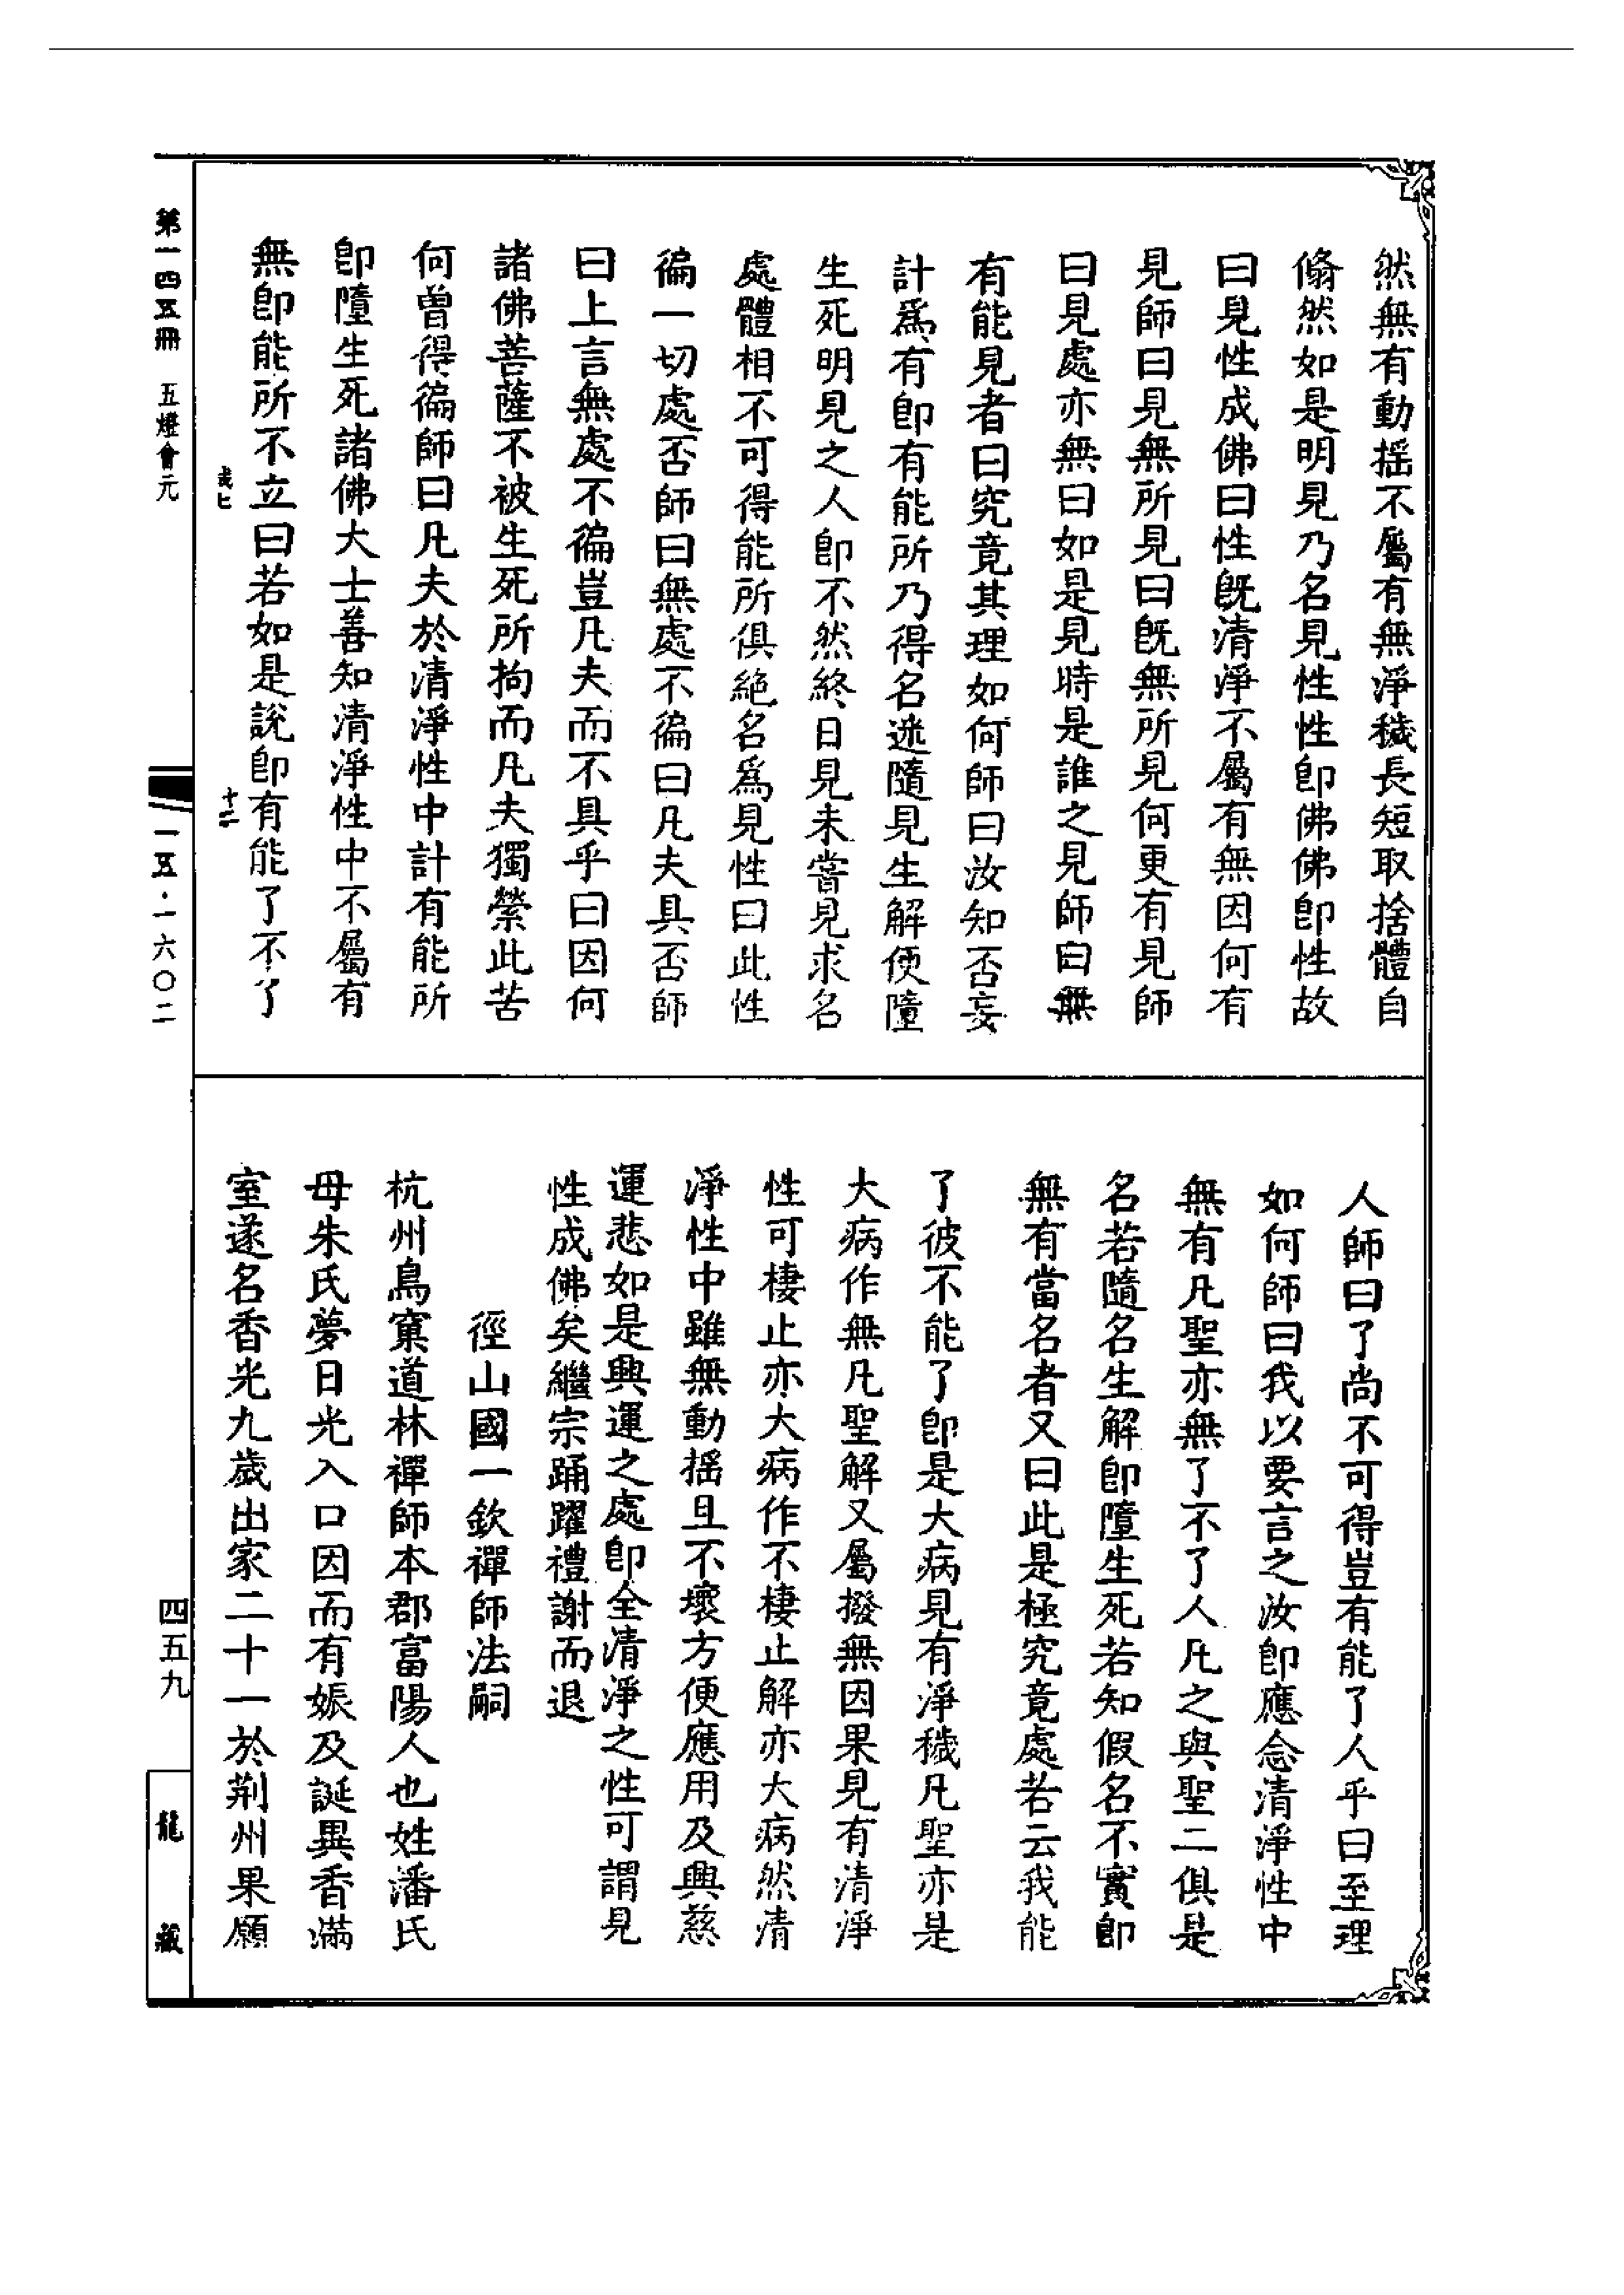 然無有動摇不屬有無淨穢長短取捨體自
翛然如是明見乃名見性性卽佛佛卽性故
曰見性成佛曰性旣清淨不屬有無因何有
見師曰見無所見曰旣無所見何更有見師
曰見處亦無曰如是見時是誰之見師曰無
有能見者曰究竟其理如何師曰汝知否妄
計爲有卽有能所乃得名迷隨見生解便墮
生死明見之人卽不然終日見未嘗見求名
處體相不可得能所俱絕名爲見性曰此性
徧一切處否師曰無處不徧曰凡夫具否師
曰上言無處不徧豈凡夫而不具乎曰因何
諸佛菩薩不被生死所拘而凡夫獨縈此苦
何曾得徧師曰凡夫於清淨性中計有能所
卽墮生死諸佛大士善知清淨性中不屬有
無卽能所不立曰若如是說卽有能了不了
人師曰了尚不可得豈有能了人乎曰至理
如何師曰我以要言之汝卽應念清淨性中
無有凡聖亦無了不了人凡之與聖二俱是
名若隨名生解卽墮生死若知假名不實卽
無有當名者又曰此是極究竟處若云我能
了彼不能了卽是大病見有淨穢凡聖亦是
大病作無凡聖解又屬撥無因果見有清淨
性可棲止亦大病作不棲止解亦大病然清
淨性中雖無動摇且不壞方便應用及興慈
運悲如是興運之處卽全清淨之性可謂見
性成佛矣繼宗踊躍禮謝而退
徑山國一欽禪師法嗣
杭州鳥窠道林禪師本郡富陽人也姓潘氏
母朱氏夢日光入口因而有娠及誕異香滿
室遂名香光九歲出家二十一於荆州果願
第一四五冊 五燈會元
十二
一五·一六〇二
四五九
龍藏